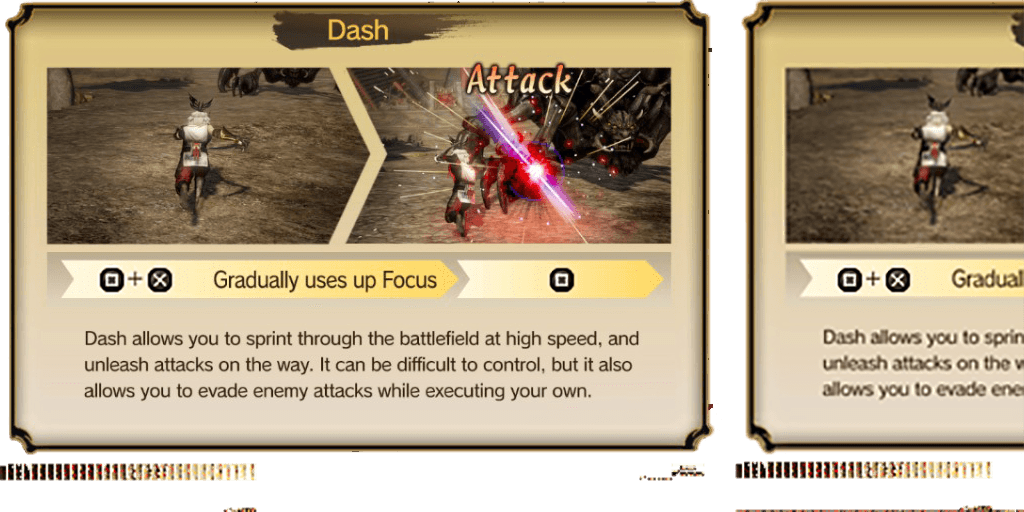 Dash
Attack
Gradually uses up Focus
Dash allows you to sprint through the battlefield at high speed, and
unleash attacks on the way. It can be difficult to control, but it also
allows you to evade enemy attacks while executing your own.
Gradual
Dash allows you to sprin
unleash attacks on the w
allows you to evade ene